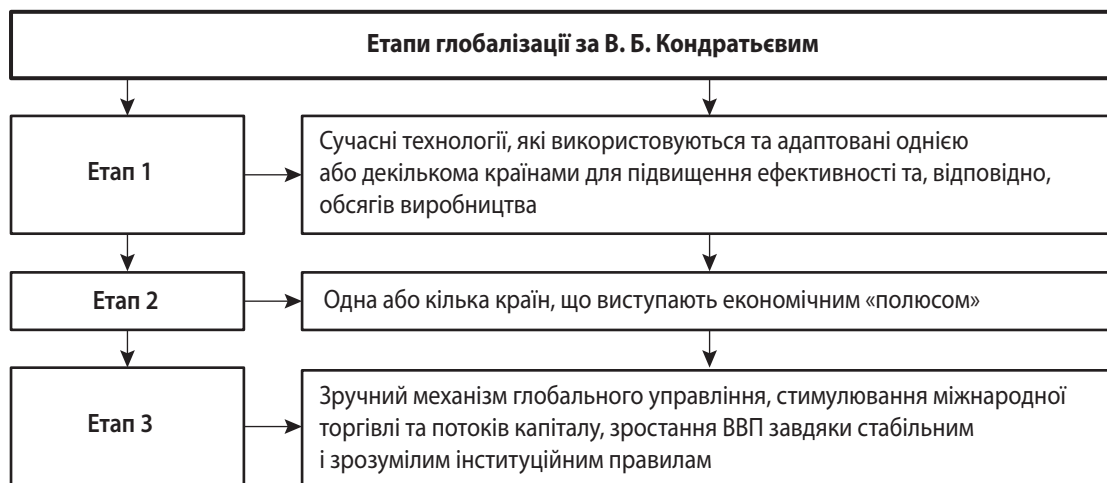 Етапи глобалізації за В. Б. Кондратьєвим
Етап 1
Сучасні технології, які використовуються та адаптовані однією
або декількома країнами для підвищення ефективності та, відповідно,
обсягів виробництва
Етап 2
Одна або кілька країн, що виступають економічним «полюсом»
Етап 3
Зручний механізм глобального управління, стимулювання міжнародної
торгівлі та потоків капіталу, зростання ВВП завдяки стабільним
і зрозумілим інституційним правилам